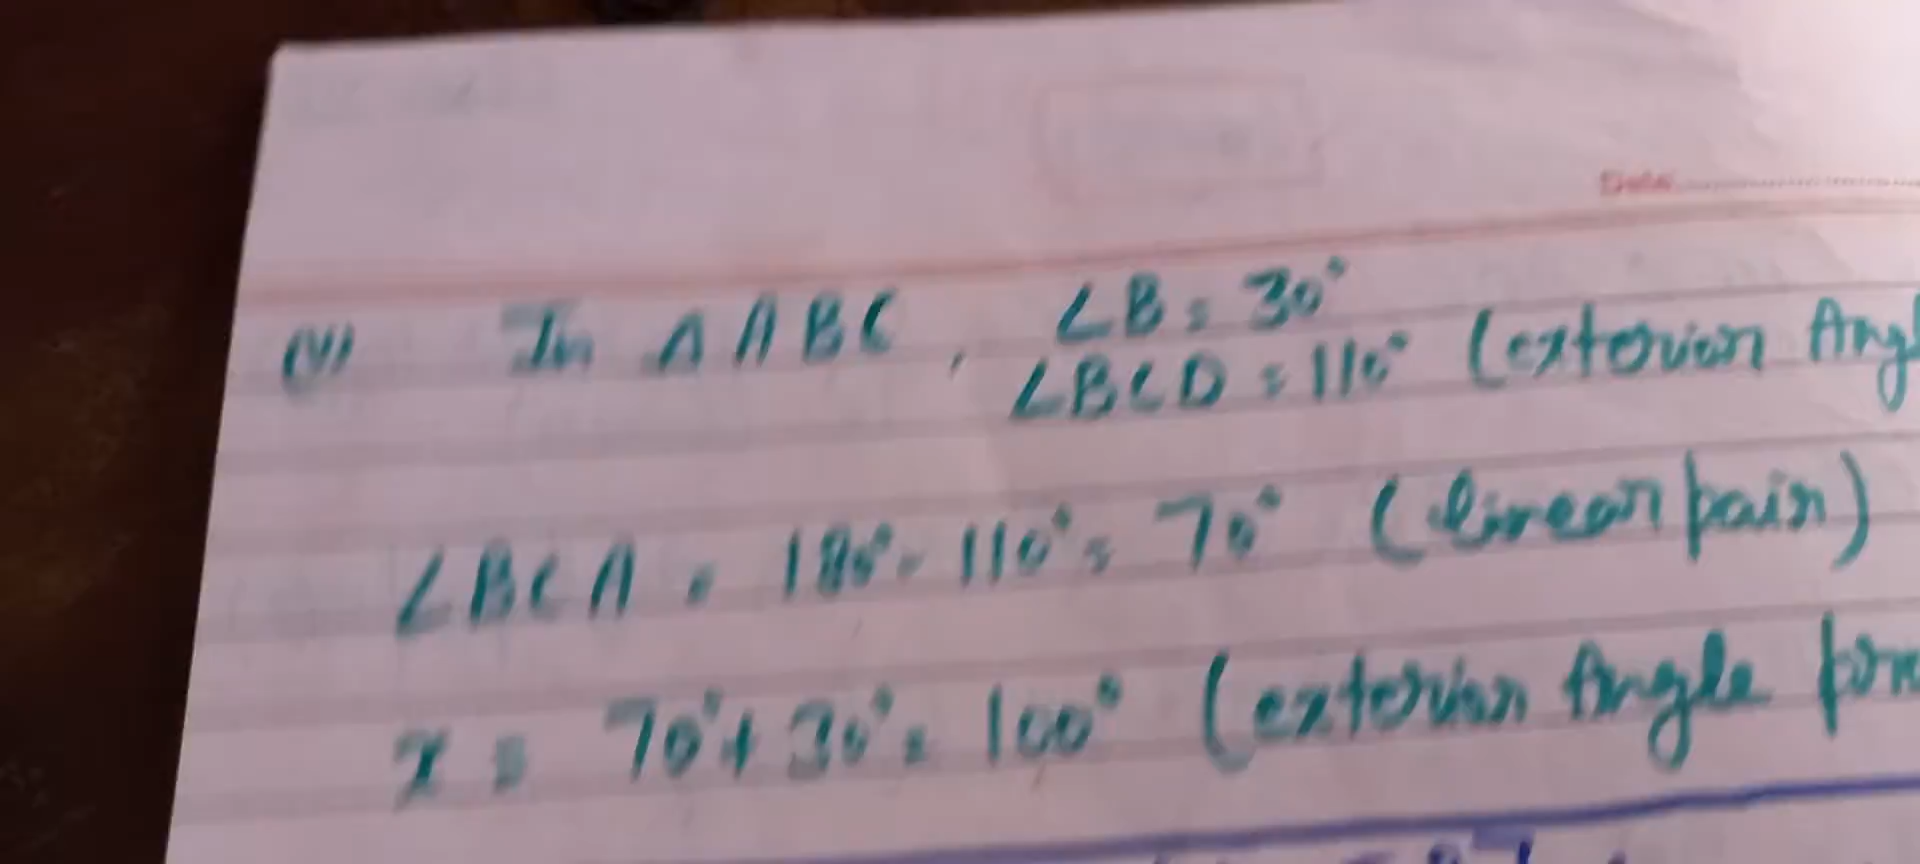 Date
(v) In △ABC, ∠B = 30°
∠BCD = 110° (exterior Angl
∠BCA = 180° - 110° = 70° (linear pair)
x = 70° + 30° = 100° (exterior Angle